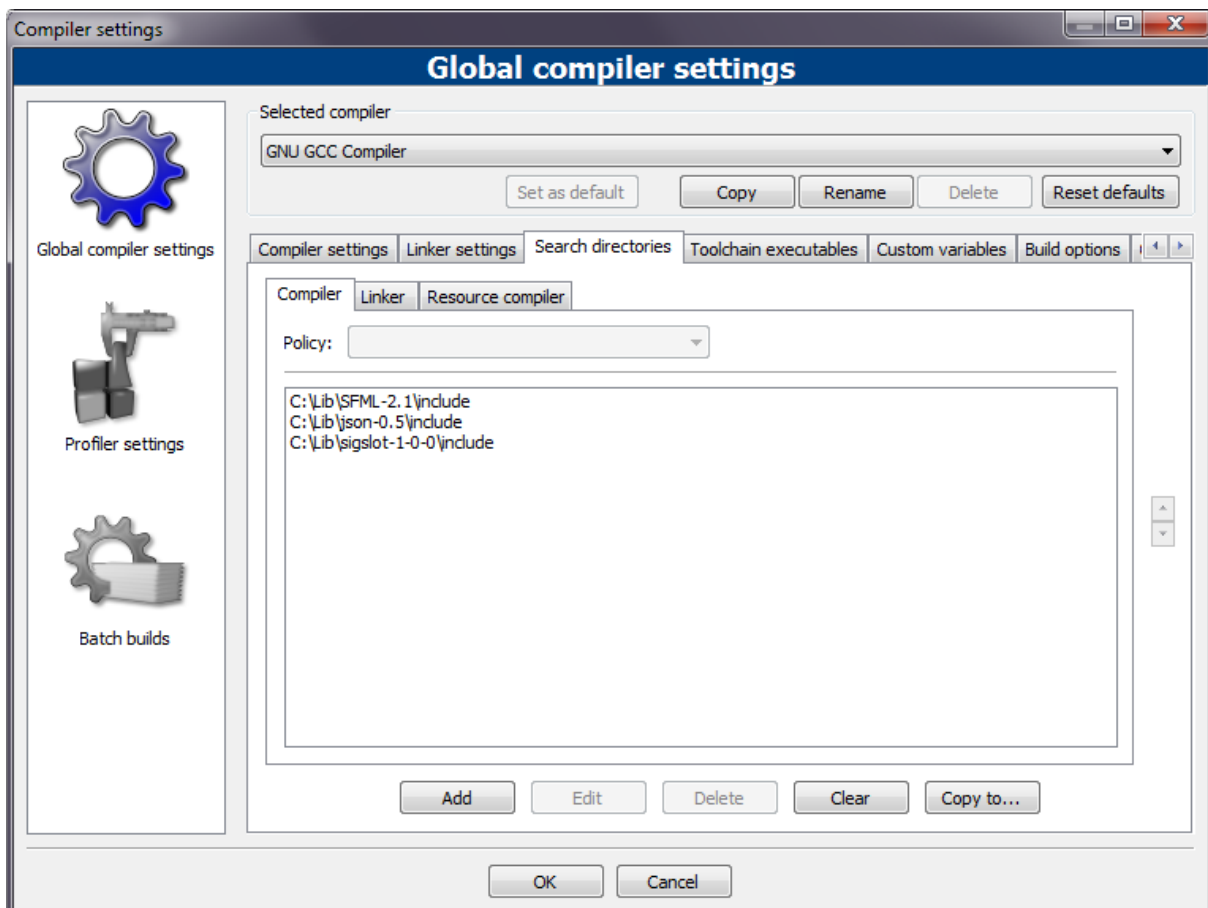 Compiler settings
Global compiler settings
Global compiler settings
Profiler settings
Batch builds
Selected compiler
GNU GCC Compiler
Set as default Copy Rename Delete Reset defaults
Compiler settings Linker settings Search directories Toolchain executables Custom variables Build options
Compiler Linker Resource compiler
Policy:
C:\Lib\SFML-2.1\include
C:\Lib\json-0.5\include
C:\Lib\sigslot-1-0-0\include
Add Edit Delete Clear Copy to...
OK Cancel